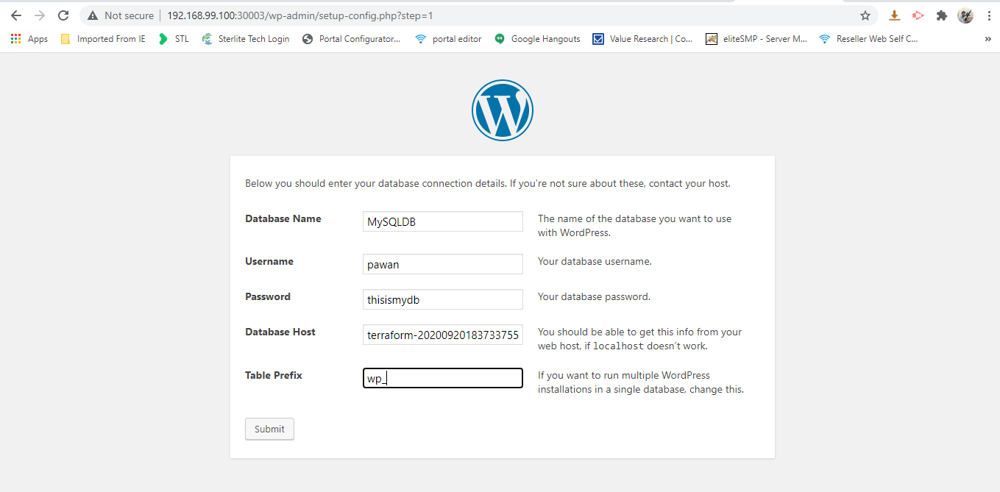 Not secure | 192.168.99.100:30003/wp-admin/setup-config.php?step=1
Apps Imported From IE STL Sterlite Tech Login Portal Configurator... portal editor Google Hangouts Value Research | Co... eliteSMP - Server M... Reseller Web Self C... »
Below you should enter your database connection details. If you’re not sure about these, contact your host.
Database Name MySQLDB The name of the database you want to use
with WordPress.
Username pawan Your database username.
Password thisismydb Your database password.
Database Host terraform-20200920183733755 You should be able to get this info from your
web host, if localhost doesn’t work.
Table Prefix wp_ If you want to run multiple WordPress
installations in a single database, change this.
Submit